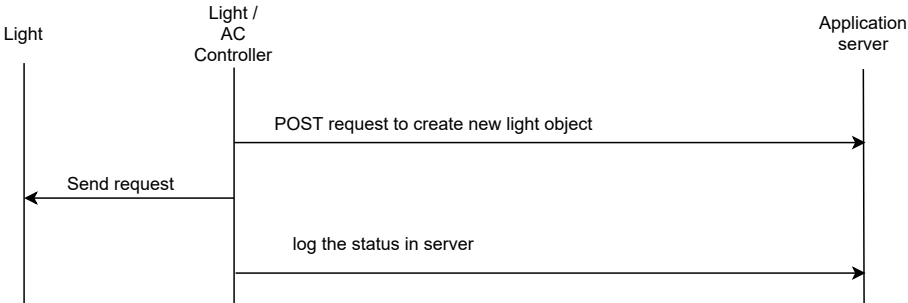 Light
Light /
AC
Controller
Application
server
POST request to create new light object
Send request
log the status in server